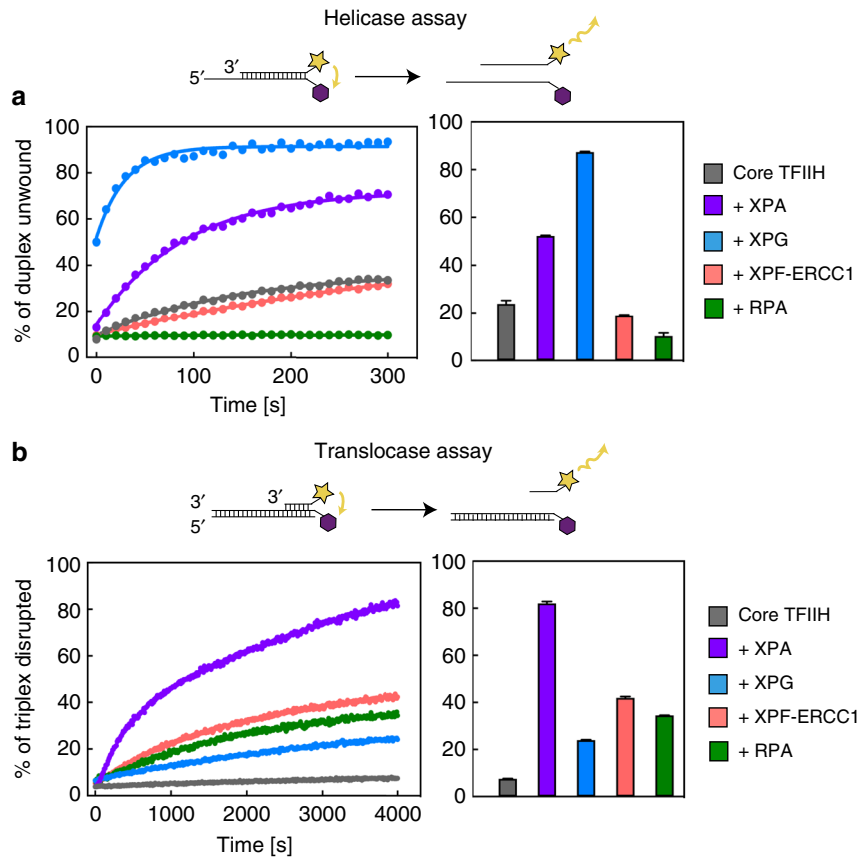 Helicase assay
3′
5′
a
% of duplex unwound
100
80
60
40
20
0
0 100 200 300
Time [s]
100
80
60
40
20
0
Core TFIIH
+ XPA
+ XPG
+ XPF-ERCC1
+ RPA
b
Translocase assay
3′
3′
5′
% of triplex disrupted
100
80
60
40
20
0
0 1000 2000 3000 4000
Time [s]
100
80
60
40
20
0
Core TFIIH
+ XPA
+ XPG
+ XPF-ERCC1
+ RPA